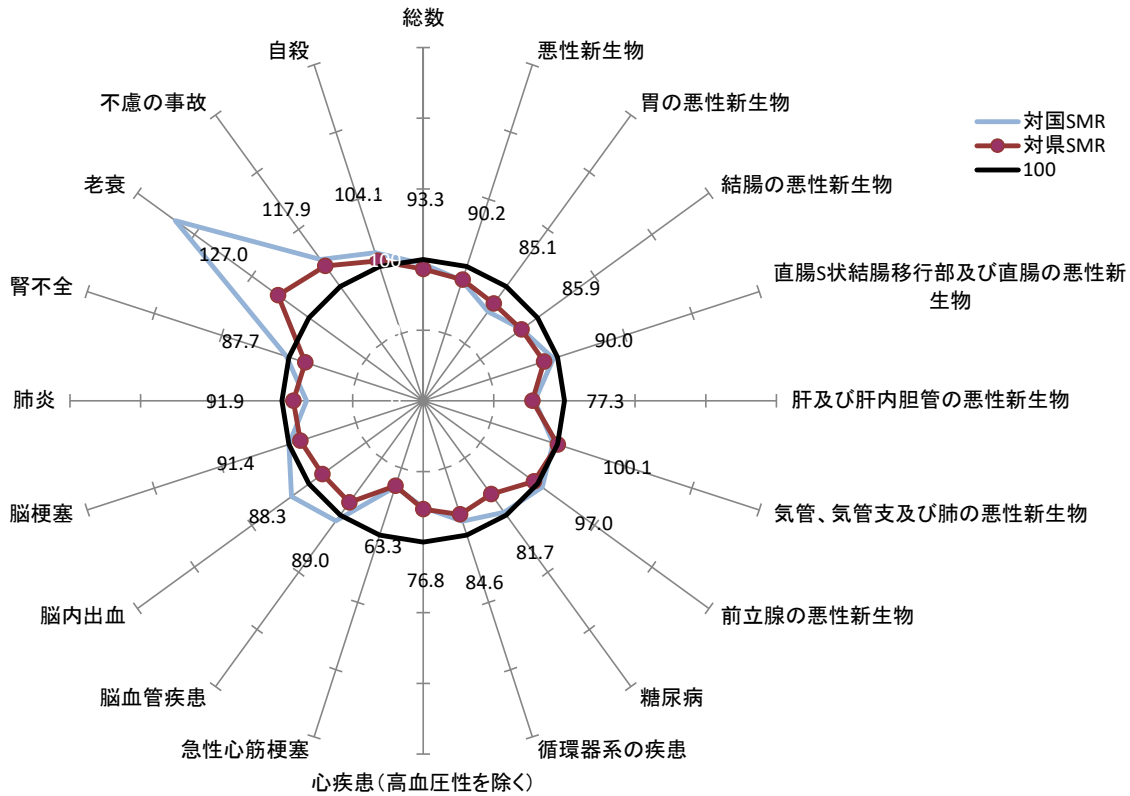 総数
自殺
悪性新生物
不慮の事故
胃の悪性新生物
対国SMR
対県SMR
100
老衰
結腸の悪性新生物
104.1
93.3
90.2
117.9
85.1
127.0
100
85.9
腎不全
直腸S状結腸移行部及び直腸の悪性新
生物
87.7
90.0
肺炎
91.9
77.3
肝及び肝内胆管の悪性新生物
脳梗塞
91.4
100.1
気管、気管支及び肺の悪性新生物
88.3
97.0
脳内出血
89.0
63.3
76.8
84.6
81.7
前立腺の悪性新生物
脳血管疾患
糖尿病
急性心筋梗塞
循環器系の疾患
心疾患（高血圧性を除く）